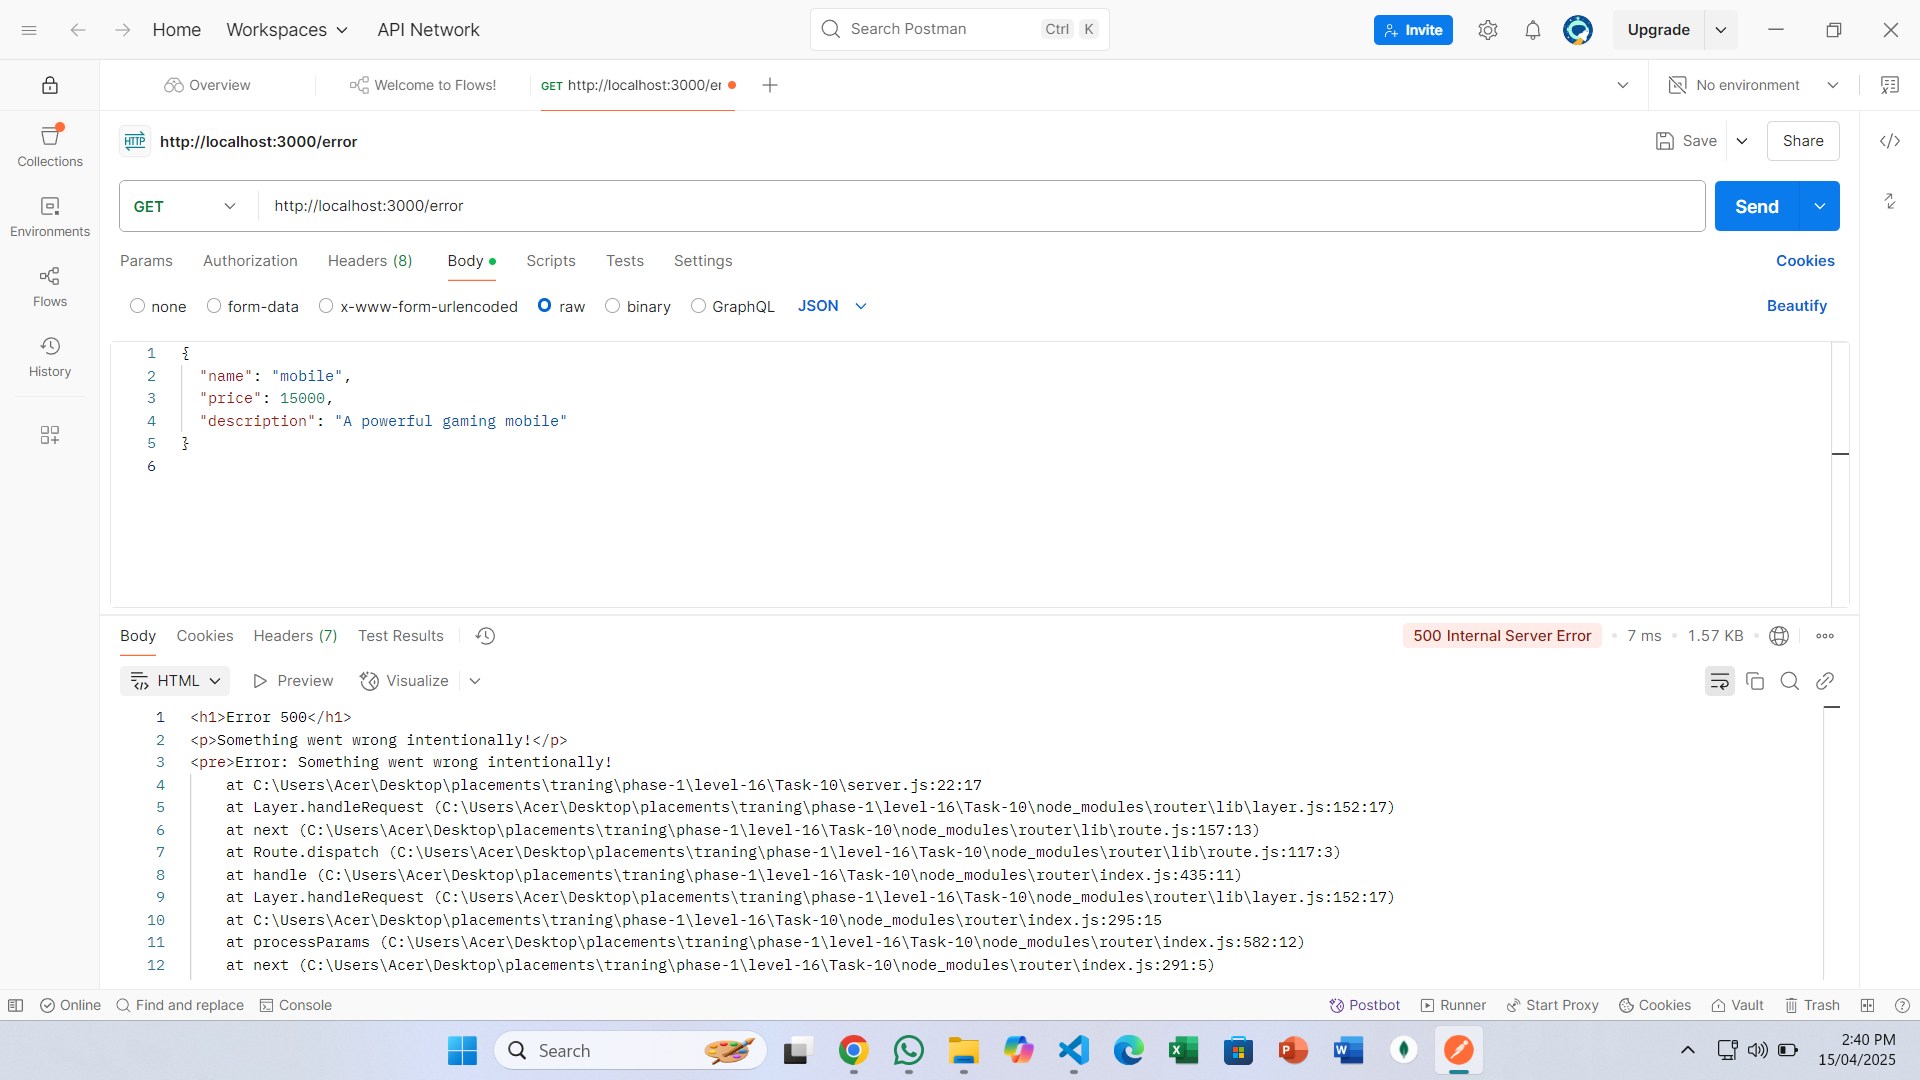 Home Workspaces API Network Search Postman Ctrl K Invite Upgrade
Overview Welcome to Flows! GET http://localhost:3000/er No environment
HTTP http://localhost:3000/error Save Share
Collections
Environments
Flows
History
GET http://localhost:3000/error Send
Params Authorization Headers (8) Body Scripts Tests Settings Cookies
none form-data x-www-form-urlencoded raw binary GraphQL JSON Beautify
1 {
2 "name": "mobile",
3 "price": 15000,
4 "description": "A powerful gaming mobile"
5 }
6
Body Cookies Headers (7) Test Results 500 Internal Server Error • 7 ms • 1.57 KB •
HTML Preview Visualize
1 <h1>Error 500</h1>
2 <p>Something went wrong intentionally!</p>
3 <pre>Error: Something went wrong intentionally!
4 at C:\Users\Acer\Desktop\placements\traning\phase-1\level-16\Task-10\server.js:22:17
5 at Layer.handleRequest (C:\Users\Acer\Desktop\placements\traning\phase-1\level-16\Task-10\node_modules\router\lib\layer.js:152:17)
6 at next (C:\Users\Acer\Desktop\placements\traning\phase-1\level-16\Task-10\node_modules\router\lib\route.js:157:13)
7 at Route.dispatch (C:\Users\Acer\Desktop\placements\traning\phase-1\level-16\Task-10\node_modules\router\lib\route.js:117:3)
8 at handle (C:\Users\Acer\Desktop\placements\traning\phase-1\level-16\Task-10\node_modules\router\index.js:435:11)
9 at Layer.handleRequest (C:\Users\Acer\Desktop\placements\traning\phase-1\level-16\Task-10\node_modules\router\lib\layer.js:152:17)
10 at C:\Users\Acer\Desktop\placements\traning\phase-1\level-16\Task-10\node_modules\router\index.js:295:15
11 at processParams (C:\Users\Acer\Desktop\placements\traning\phase-1\level-16\Task-10\node_modules\router\index.js:582:12)
12 at next (C:\Users\Acer\Desktop\placements\traning\phase-1\level-16\Task-10\node_modules\router\index.js:291:5)
Online Find and replace Console Postbot Runner Start Proxy Cookies Vault Trash
Search 2:40 PM
15/04/2025